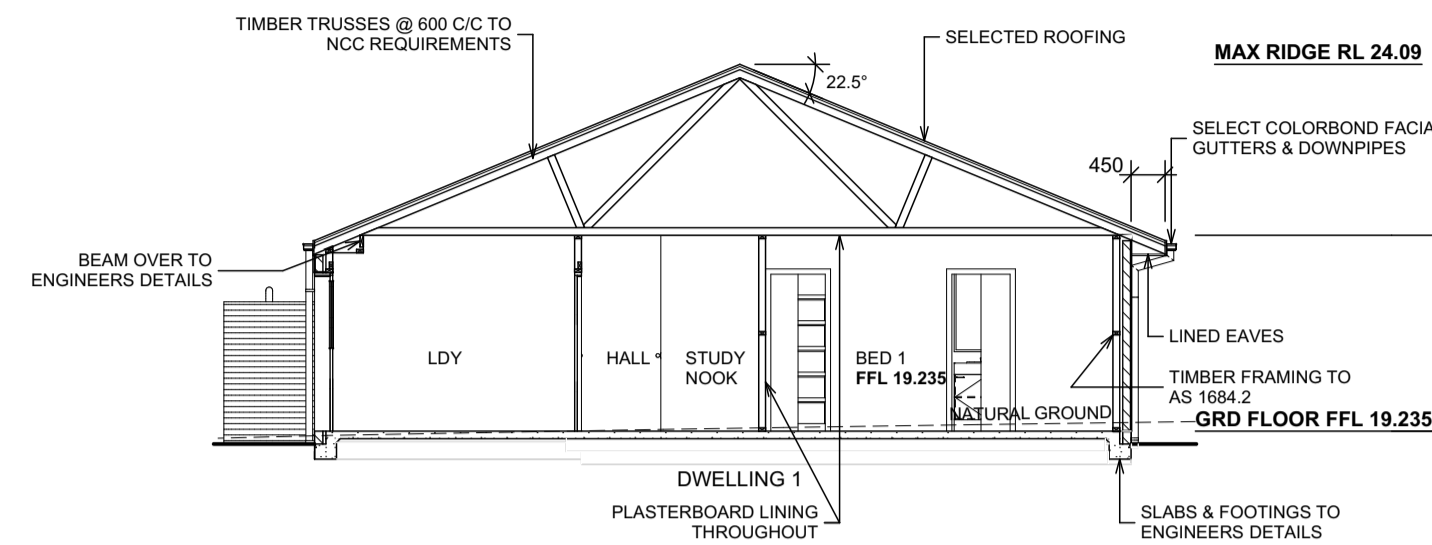 TIMBER TRUSSES @ 600 C/C TO
NCC REQUIREMENTS
SELECTED ROOFING
MAX RIDGE RL 24.09
22.5°
SELECT COLORBOND FACIA
GUTTERS & DOWNPIPES
450
BEAM OVER TO
ENGINEERS DETAILS
LINED EAVES
LDY
HALL
STUDY
NOOK
BED 1
FFL 19.235
TIMBER FRAMING TO
AS 1684.2
NATURAL GROUND
GRD FLOOR FFL 19.235
DWELLING 1
PLASTERBOARD LINING
THROUGHOUT
SLABS & FOOTINGS TO
ENGINEERS DETAILS